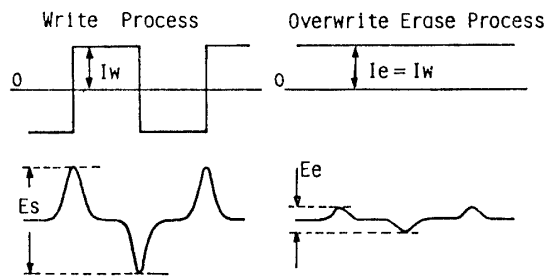 Write Process
Overwrite Erase Process
0
Iw
0
Ie = Iw
Es
Ee